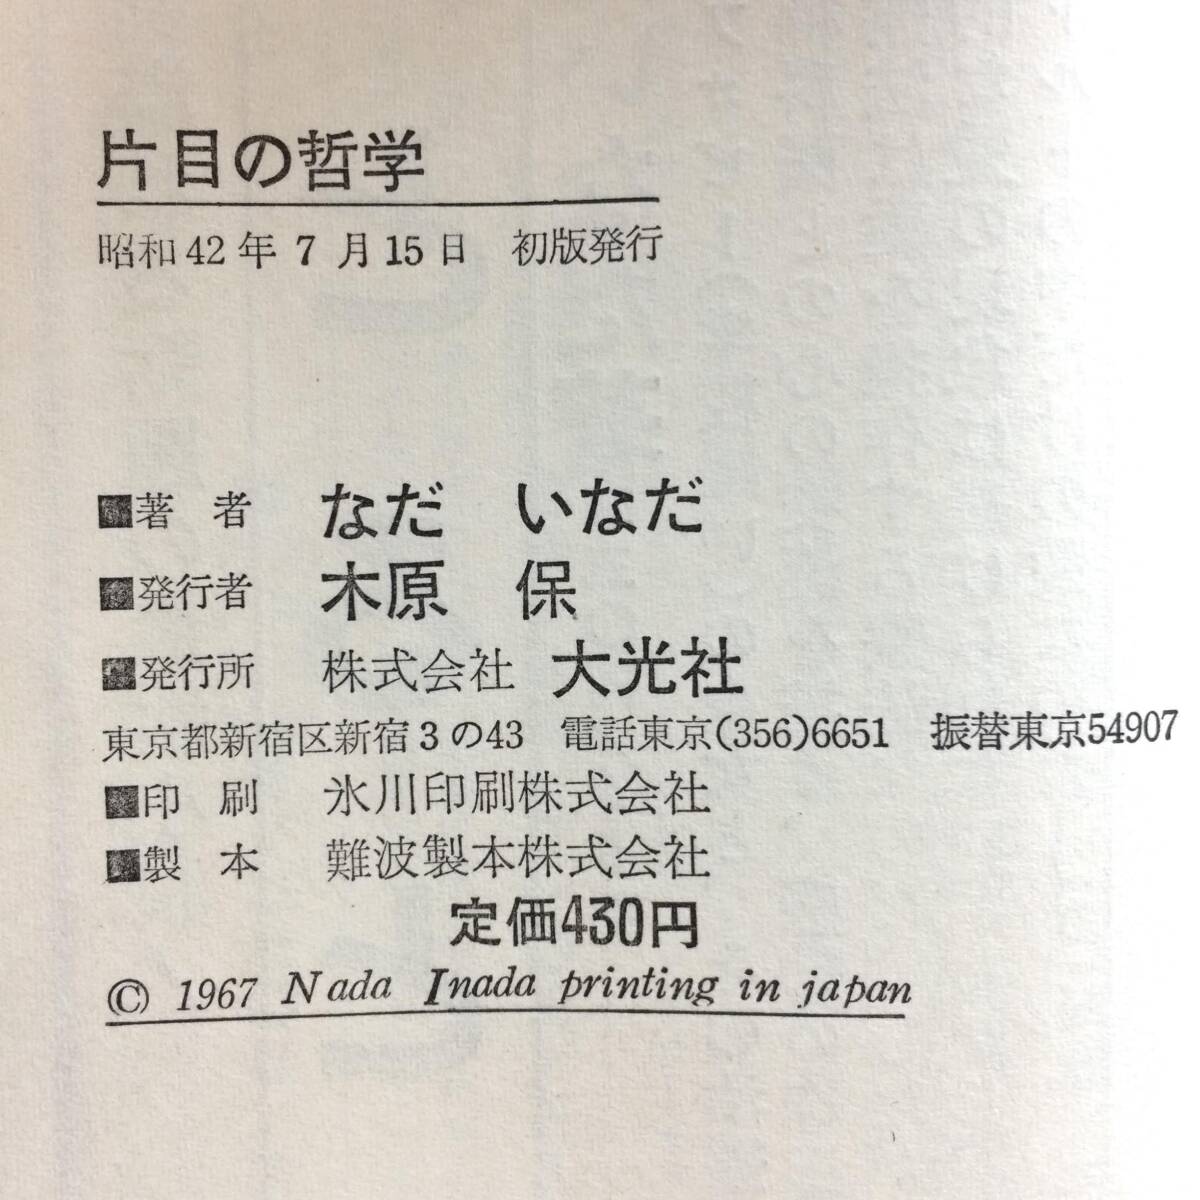 片目の哲学
昭和42年7月15日 初版発行
■著者 なだ いなだ
■発行者 木原 保
■発行所 株式会社 大光社
東京都新宿区新宿3の43 電話東京(356)6651 振替東京54907
■印刷 氷川印刷株式会社
■製本 難波製本株式会社
定価430円
© 1967 Nada Inada printing in japan